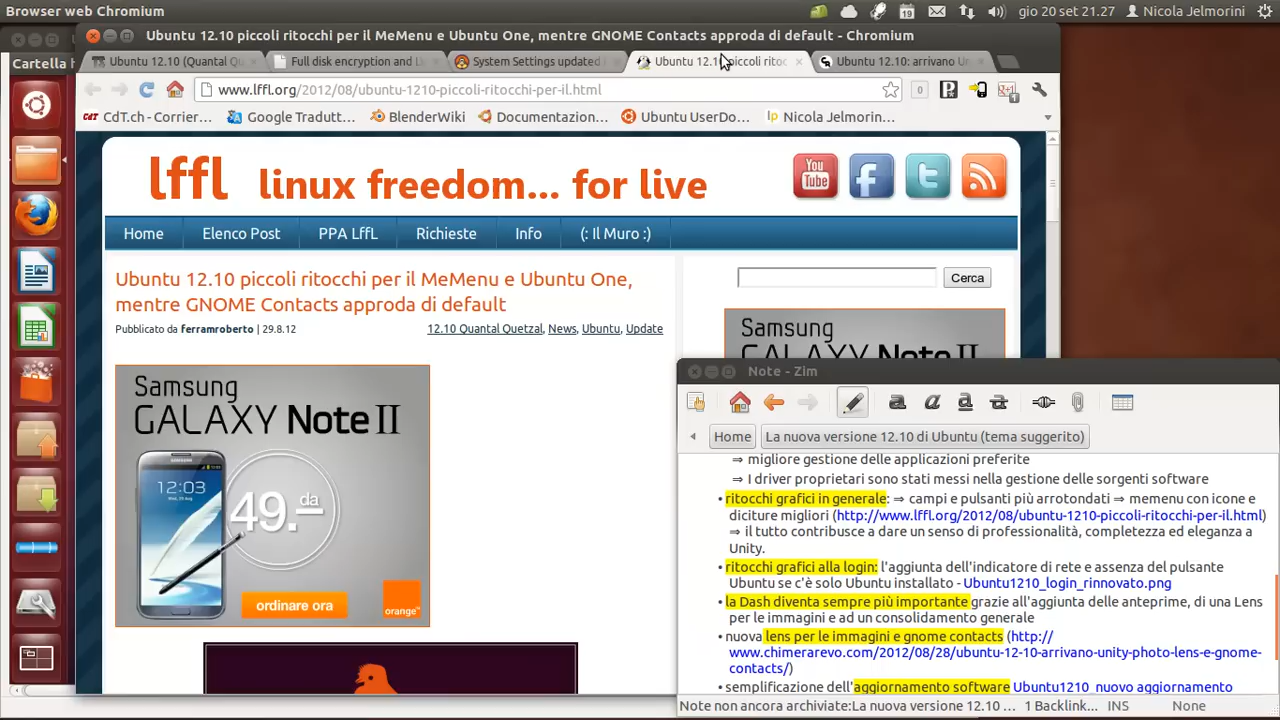 Browser web Chromium
19
gio 20 set 21.27
Nicola Jelmorini
Ubuntu 12.10 piccoli ritocchi per il MeMenu e Ubuntu One, mentre GNOME Contacts approda di default - Chromium
Cartella
Ubuntu 12.10 (Quantal Qu
Full disk encryption and L
System Settings updated
Ubuntu 12.10 piccoli ritoc
Ubuntu 12.10: arrivano Un
www.lffl.org/2012/08/ubuntu-1210-piccoli-ritocchi-per-il.html
0
CdT.ch - Corrier...
Google Tradutt...
BlenderWiki
Documentazion...
Ubuntu UserDo...
Nicola Jelmorin...
lffl linux freedom... for live
You Tube
Home
Elenco Post
PPA LffL
Richieste
Info
(: Il Muro :)
Ubuntu 12.10 piccoli ritocchi per il MeMenu e Ubuntu One,
mentre GNOME Contacts approda di default
Pubblicato da ferramroberto | 29.8.12
12.10 Quantal Quetzal, News, Ubuntu, Update
Cerca
Samsung
GALAXY Note II
Samsung
GALAXY Note II
12:03
da
49.–
ordinare ora
orange
Note - Zim
Home
La nuova versione 12.10 di Ubuntu (tema suggerito)
⇒ migliore gestione delle applicazioni preferite
⇒ I driver proprietari sono stati messi nella gestione delle sorgenti software
• ritocchi grafici in generale: ⇒ campi e pulsanti più arrotondati ⇒ memenu con icone e
diciture migliori (http://www.lffl.org/2012/08/ubuntu-1210-piccoli-ritocchi-per-il.html)
⇒ il tutto contribusce a dare un senso di professionalità, completezza ed eleganza a
Unity.
• ritocchi grafici alla login: l'aggiunta dell'indicatore di rete e assenza del pulsante
Ubuntu se c'è solo Ubuntu installato - Ubuntu1210_login_rinnovato.png
• la Dash diventa sempre più importante grazie all'aggiunta delle anteprime, di una Lens
per le immagini e ad un consolidamento generale
• nuova lens per le immagini e gnome contacts (http://
www.chimerarevo.com/2012/08/28/ubuntu-12-10-arrivano-unity-photo-lens-e-gnome-
contacts/)
• semplificazione dell'aggiornamento software Ubuntu1210_nuovo aggiornamento
Note non ancora archiviate:La nuova versione 12.10 ...
1 Backlink...
INS
None